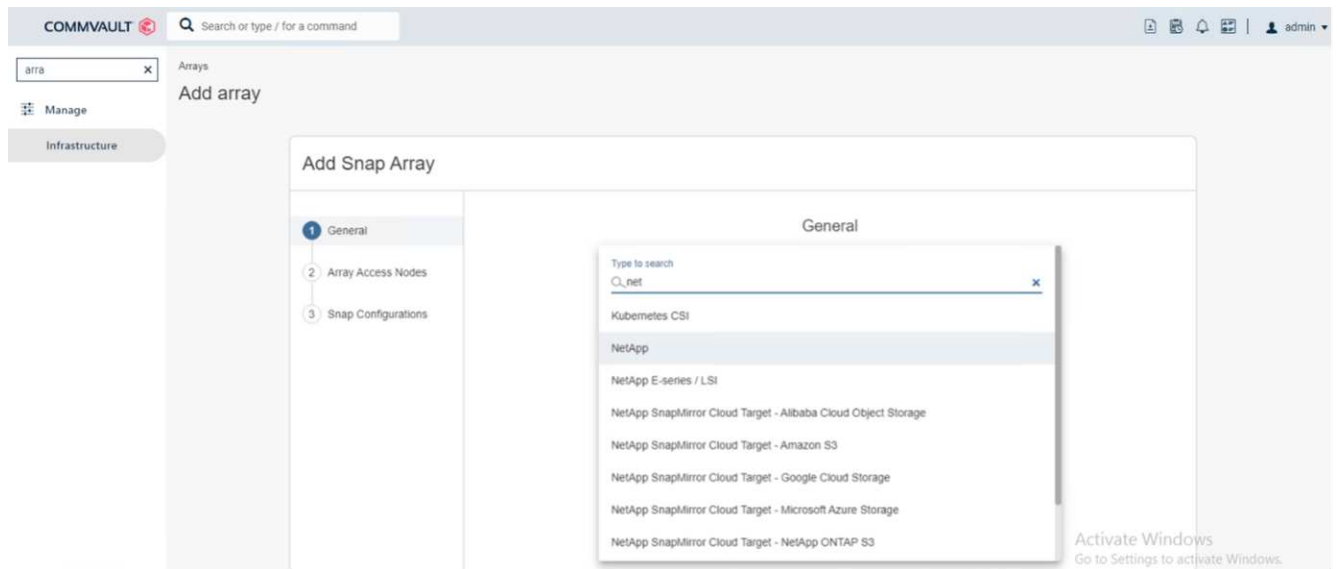 COMMVAULT
Search or type / for a command
admin
arra
Manage
Infrastructure
Arrays
Add array
Add Snap Array
1 General
2 Array Access Nodes
3 Snap Configurations
General
Type to search
net
Kubernetes CSI
NetApp
NetApp E-series / LSI
NetApp SnapMirror Cloud Target - Alibaba Cloud Object Storage
NetApp SnapMirror Cloud Target - Amazon S3
NetApp SnapMirror Cloud Target - Google Cloud Storage
NetApp SnapMirror Cloud Target - Microsoft Azure Storage
NetApp SnapMirror Cloud Target - NetApp ONTAP S3
Activate Windows
Go to Settings to activate Windows.